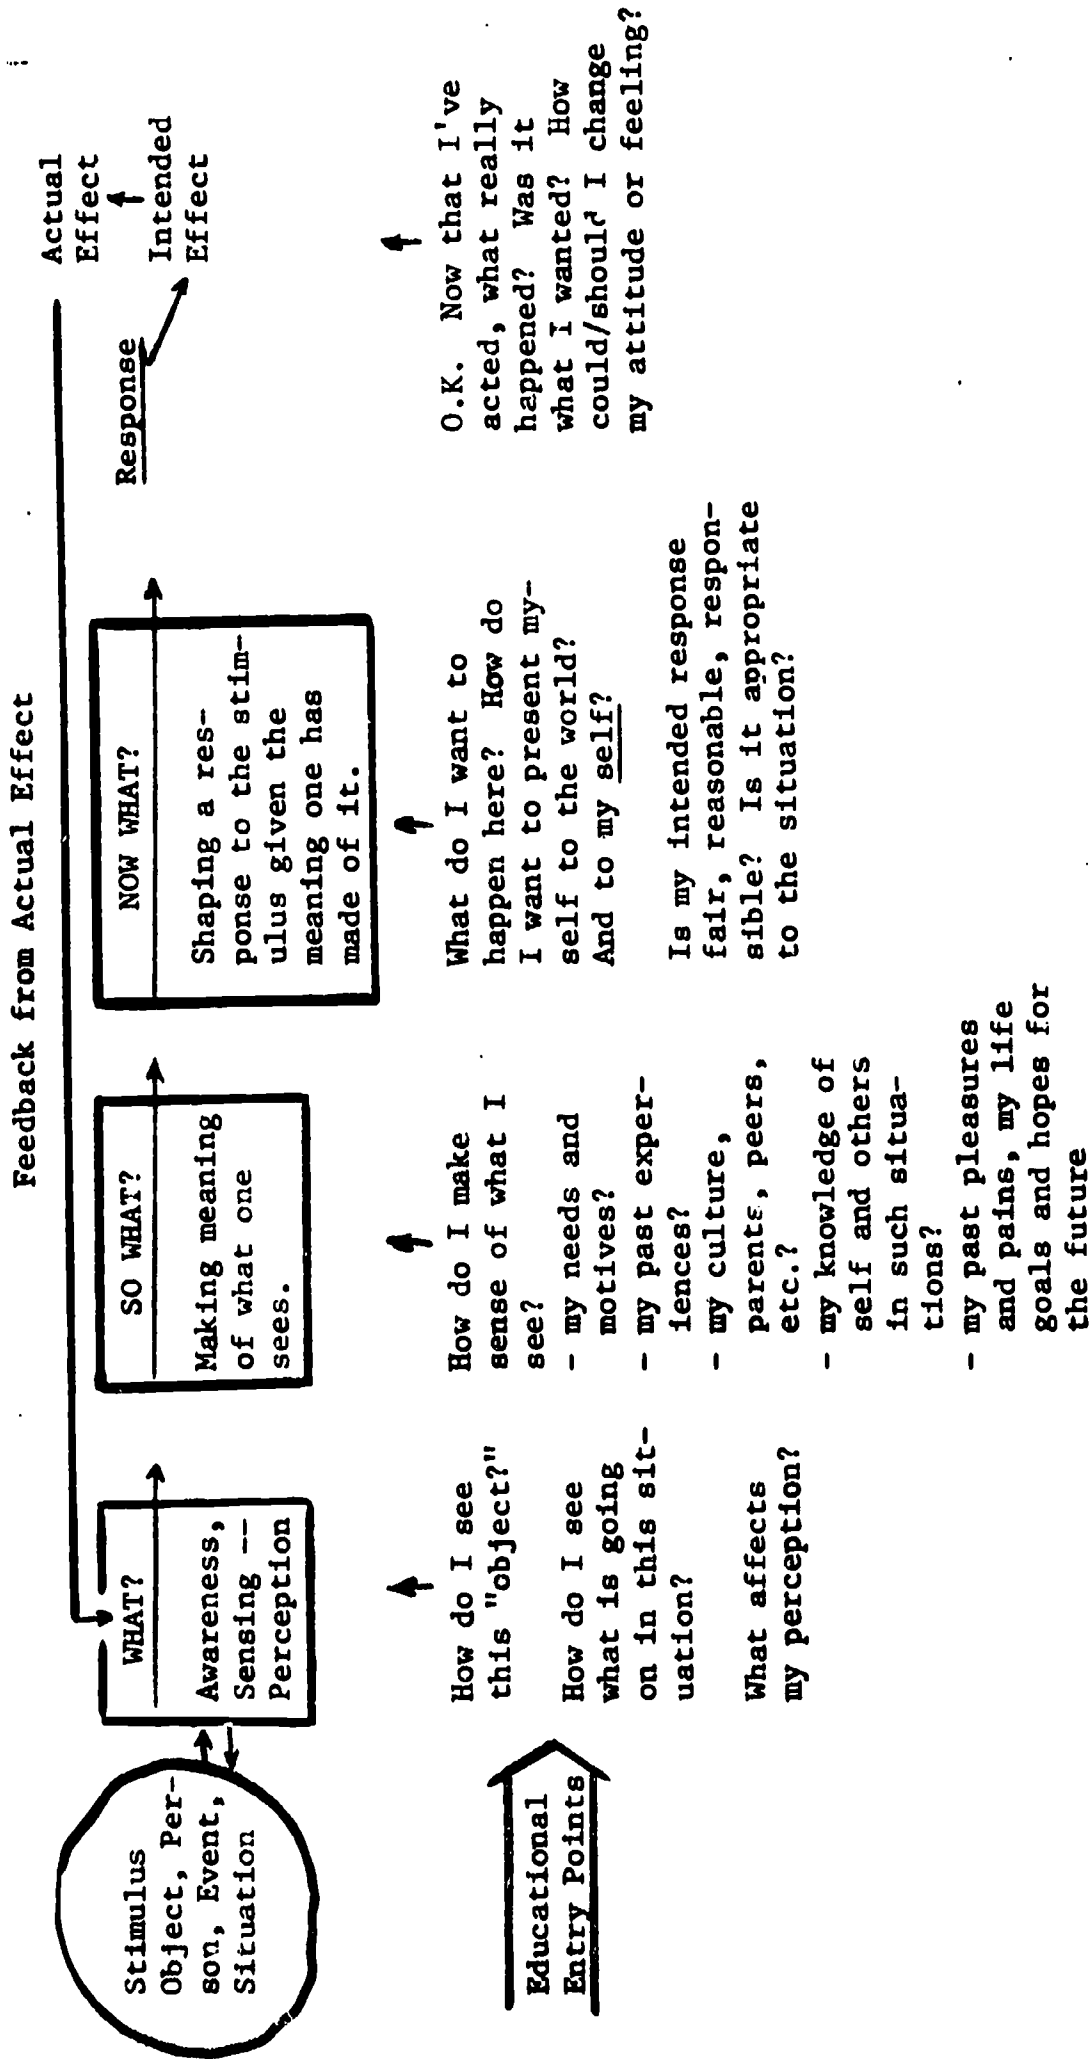 Feedback from Actual Effect
Stimulus
Object, Per-
son, Event,
Situation
WHAT?
Awareness,
Sensing --
Perception
SO WHAT?
Making meaning
of what one
sees.
NOW WHAT?
Shaping a res-
ponse to the stim-
ulus given the
meaning one has
made of it.
Response
Actual
Effect
Intended
Effect
Educational
Entry Points
How do I see
this "object?"
How do I see
what is going
on in this sit-
uation?
What affects
my perception?
How do I make
sense of what I
see?
- my needs and
motives?
- my past exper-
iences?
- my culture,
parents, peers,
etc.?
- my knowledge of
self and others
in such situa-
tions?
- my past pleasures
and pains, my life
goals and hopes for
the future
What do I want to
happen here? How do
I want to present my-
self to the world?
And to my self?
Is my intended response
fair, reasonable, respon-
sible? Is it appropriate
to the situation?
O.K. Now that I've
acted, what really
happened? Was it
what I wanted? How
could/should I change
my attitude or feeling?